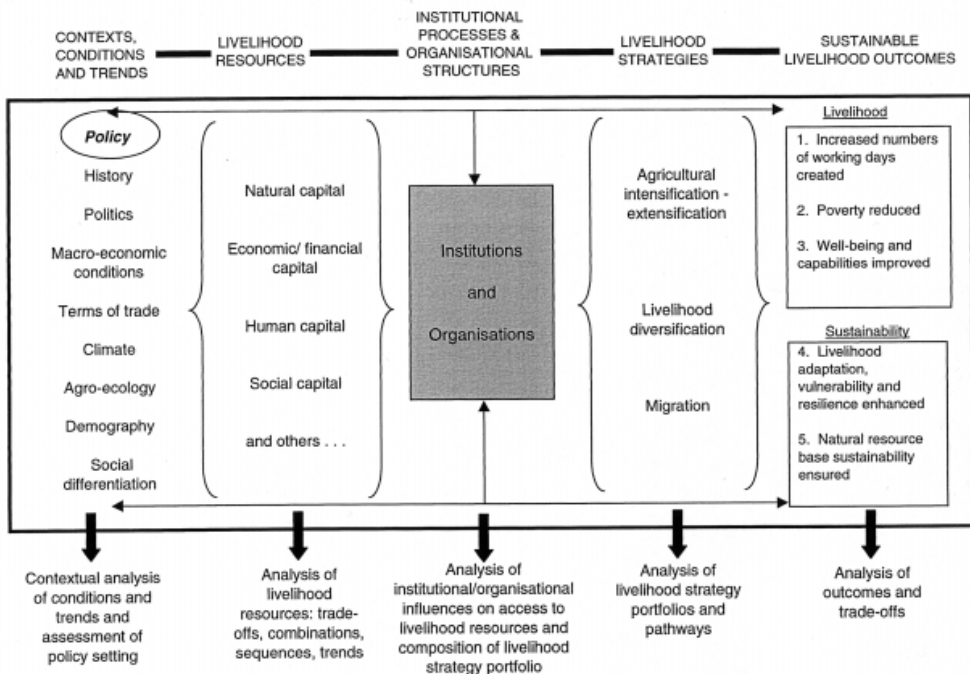 CONTEXTS,
CONDITIONS
AND TRENDS
LIVELIHOOD
RESOURCES
INSTITUTIONAL
PROCESSES &
ORGANISATIONAL
STRUCTURES
LIVELIHOOD
STRATEGIES
SUSTAINABLE
LIVELIHOOD OUTCOMES
Policy
History
Politics
Macro-economic
conditions
Terms of trade
Climate
Agro-ecology
Demography
Social
differentiation
Natural capital
Economic/ financial
capital
Human capital
Social capital
and others . . .
Institutions
and
Organisations
Agricultural
intensification -
extensification
Livelihood
diversification
Migration
Livelihood
1. Increased numbers
of working days
created
2. Poverty reduced
3. Well-being and
capabilities improved
Sustainability
4. Livelihood
adaptation,
vulnerability and
resilience enhanced
5. Natural resource
base sustainability
ensured
Contextual analysis
of conditions and
trends and
assessment of
policy setting
Analysis of
livelihood
resources: trade-
offs, combinations,
sequences, trends
Analysis of
institutional/organisational
influences on access to
livelihood resources and
composition of livelihood
strategy portfolio
Analysis of
livelihood strategy
portfolios and
pathways
Analysis of
outcomes and
trade-offs